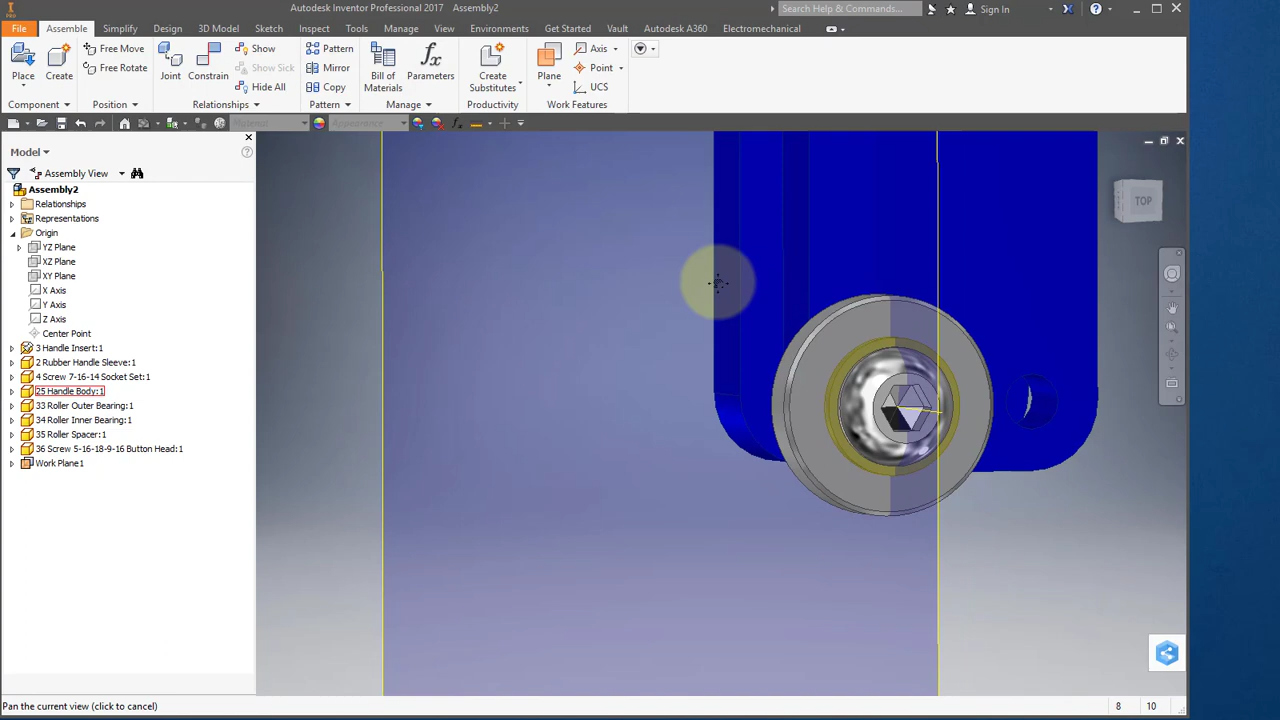 Autodesk Inventor Professional 2017 Assembly2
Search Help & Commands...
Sign In
File Assemble Simplify Design 3D Model Sketch Inspect Tools Manage View Environments Get Started Vault Autodesk A360 Electromechanical
Place
Create
Free Move
Free Rotate
Joint
Constrain
Show
Show Sick
Hide All
Pattern
Mirror
Copy
Bill of
Materials
Parameters
Create
Substitutes
Plane
Axis
Point
UCS
Component Position Relationships Pattern Manage Productivity Work Features
Material
Appearance
Model
Assembly View
Assembly2
Relationships
Representations
Origin
YZ Plane
XZ Plane
XY Plane
X Axis
Y Axis
Z Axis
Center Point
3 Handle Insert:1
2 Rubber Handle Sleeve:1
4 Screw 7-16-14 Socket Set:1
25 Handle Body:1
33 Roller Outer Bearing:1
34 Roller Inner Bearing:1
35 Roller Spacer:1
36 Screw 5-16-18-9-16 Button Head:1
Work Plane1
TOP
Pan the current view (click to cancel)
8 10